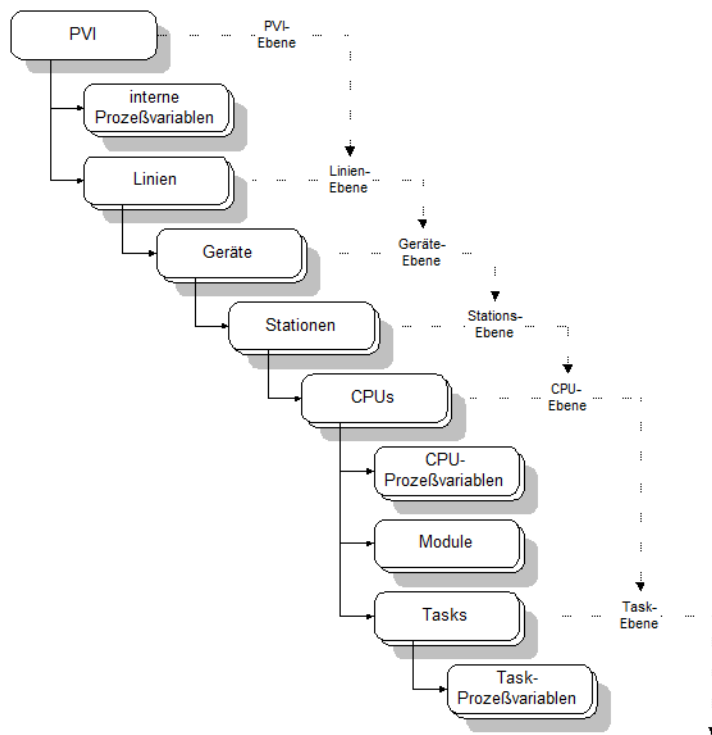 PVI
PVI-
Ebene
interne
Prozeßvariablen
Linien
Linien-
Ebene
Geräte
Geräte-
Ebene
Stationen
Stations-
Ebene
CPUs
CPU-
Ebene
CPU-
Prozeßvariablen
Module
Tasks
Task-
Ebene
Task-
Prozeßvariablen